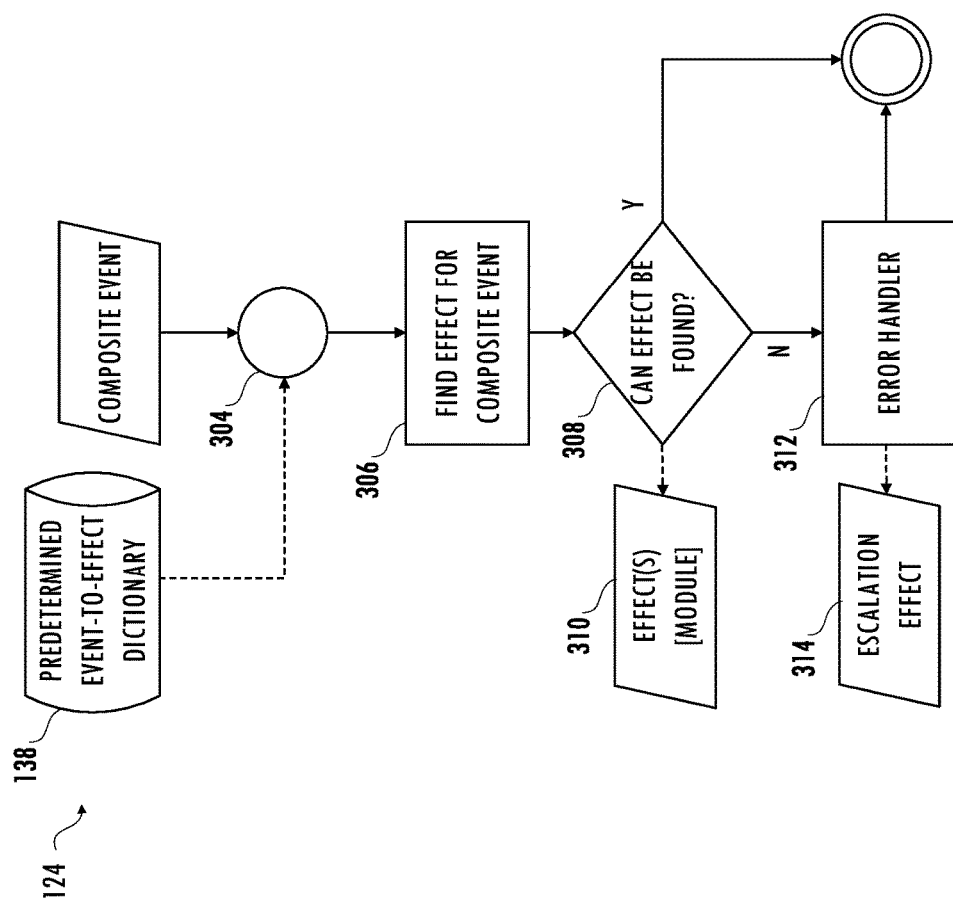 124
138
PREDETERMINED
EVENT-TO-EFFECT
DICTIONARY
COMPOSITE EVENT
304
306
FIND EFFECT FOR
COMPOSITE EVENT
308
CAN EFFECT BE
FOUND?
Y
N
310
EFFECT(S)
[MODULE]
312
ERROR HANDLER
314
ESCALATION
EFFECT